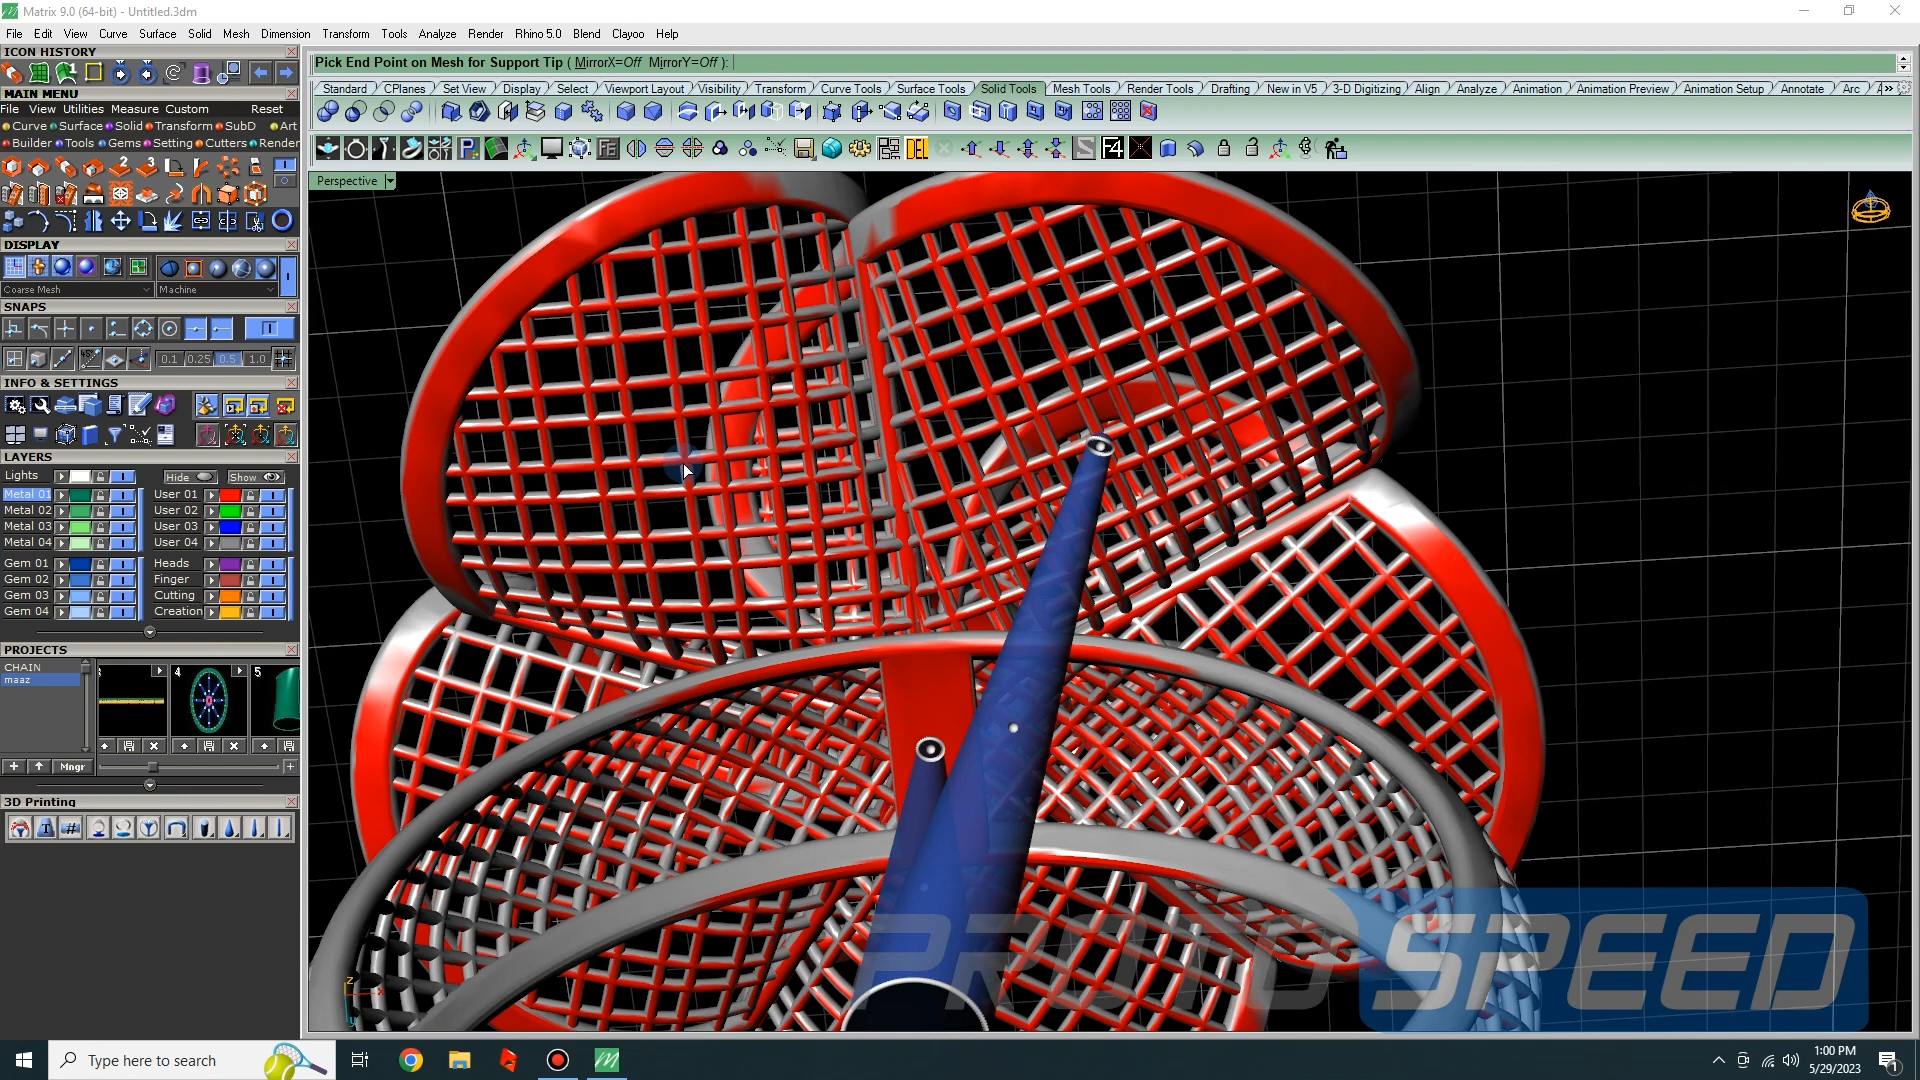 Matrix 9.0 (64-bit) - Untitled.3dm
File Edit View Curve Surface Solid Mesh Dimension Transform Tools Analyze Render Rhino 5.0 Blend Clayoo Help
ICON HISTORY
Pick End Point on Mesh for Support Tip ( MirrorX=Off MirrorY=Off ):
Standard CPlanes Set View Display Select Viewport Layout Visibility Transform Curve Tools Surface Tools Solid Tools Mesh Tools Render Tools Drafting New in V5 3-D Digitizing Align Analyze Animation Animation Preview Animation Setup Annotate Arc
MAIN MENU
File View Utilities Measure Custom Reset
Curve Surface Solid Transform SubD Art
Builder Tools Gems Setting Cutters Render
P FE DEL S F4
Perspective
DISPLAY
Coarse Mesh Machine
SNAPS
0.1 0.25 0.5 1.0
INFO & SETTINGS
LAYERS
Lights Hide Show
Metal 01 User 01
Metal 02 User 02
Metal 03 User 03
Metal 04 User 04
Gem 01 Heads
Gem 02 Finger
Gem 03 Cutting
Gem 04 Creation
PROJECTS
CHAIN
maaz
4 5
+ Mngr +
3D Printing
z x
PROTO SPEED
Type here to search
1:00 PM
5/29/2023
1